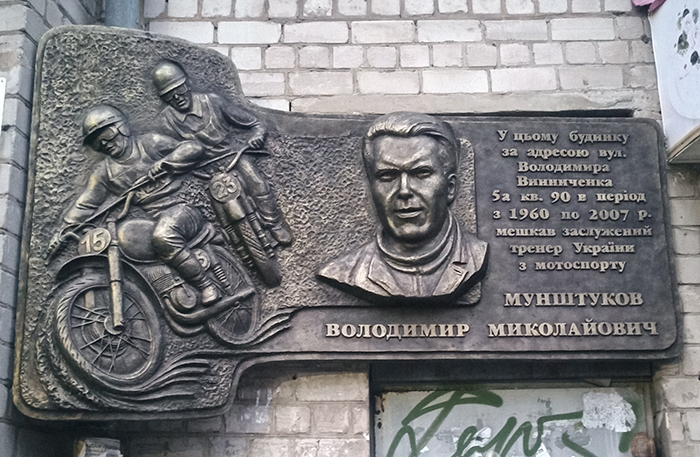 У цьому будинку
за адресою вул.
Володимира
Винниченка
5а кв. 90 в період
з 1960 по 2007 р.
мешкав заслужений
тренер України
з мотоспорту
МУНШТУКОВ
ВОЛОДИМИР МИКОЛАЙОВИЧ
15
23
5